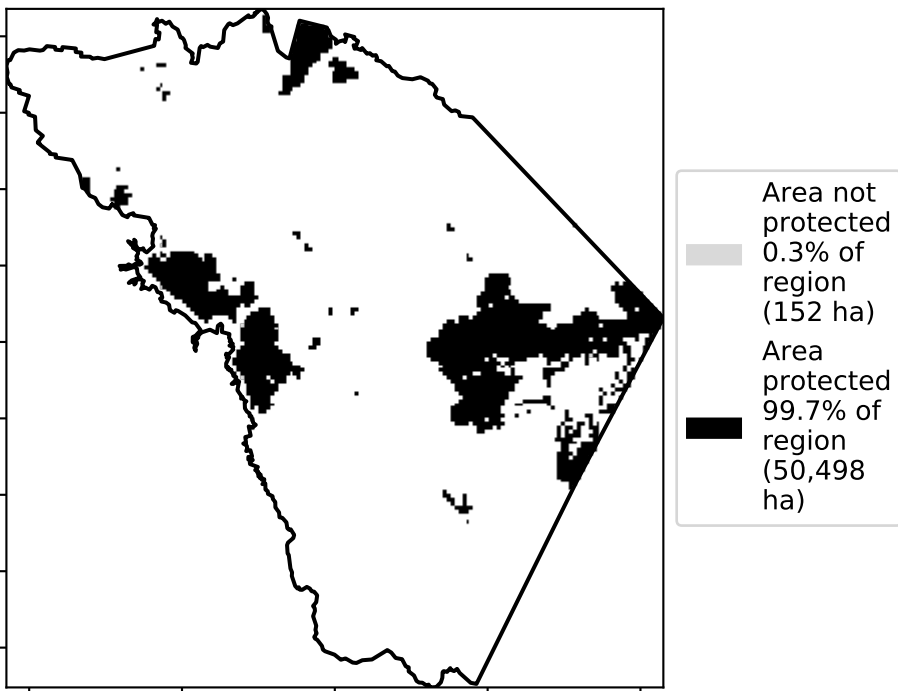 Area not
protected
0.3% of
region
(152 ha)
Area
protected
99.7% of
region
(50,498
ha)